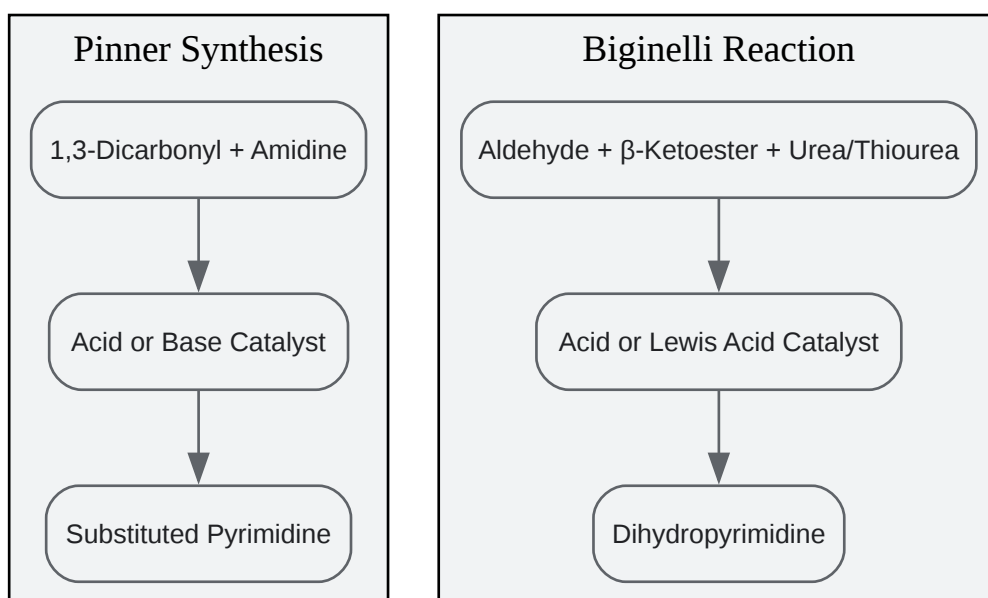 Pinner Synthesis
1,3-Dicarbonyl + Amidine
Acid or Base Catalyst
Substituted Pyrimidine
Biginelli Reaction
Aldehyde + β-Ketoester + Urea/Thiourea
Acid or Lewis Acid Catalyst
Dihydropyrimidine